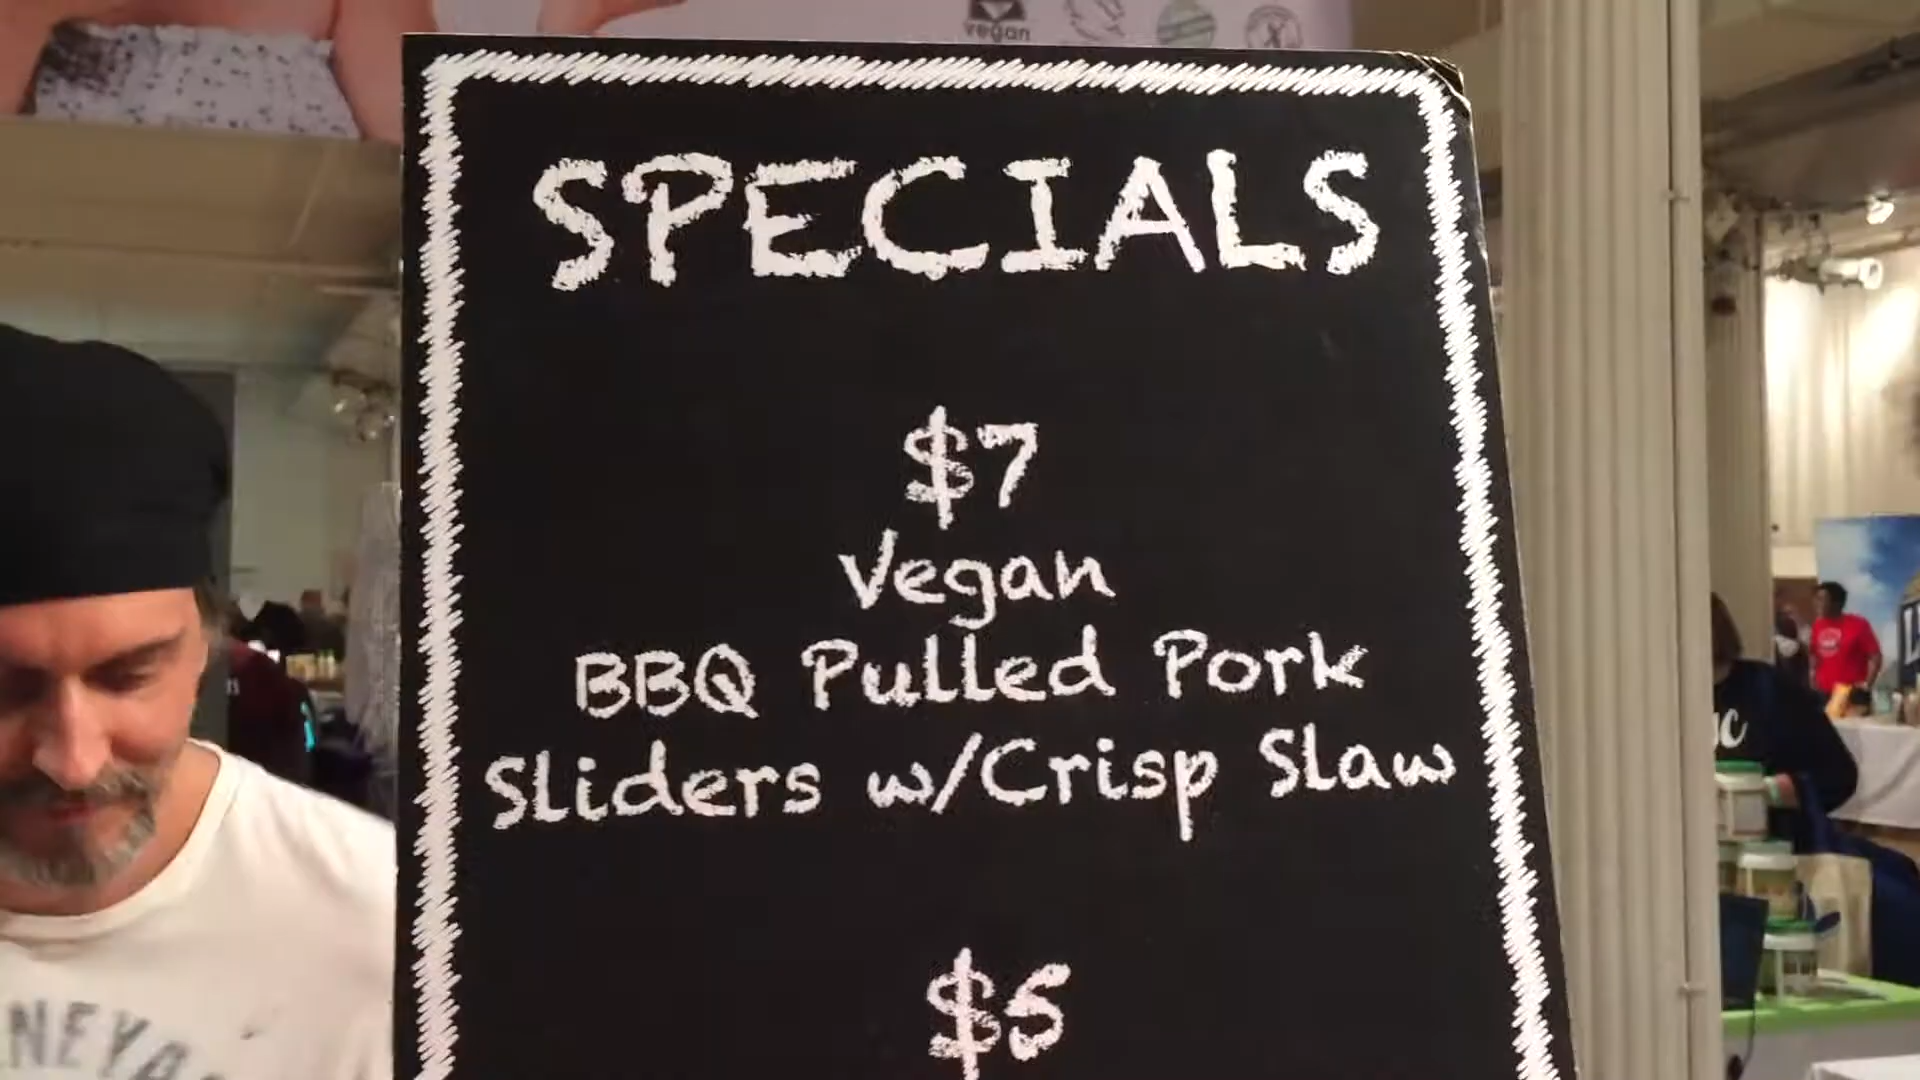 vegan
SPECIALS
$7
Vegan
BBQ Pulled Pork
Sliders w/Crisp Slaw
$5